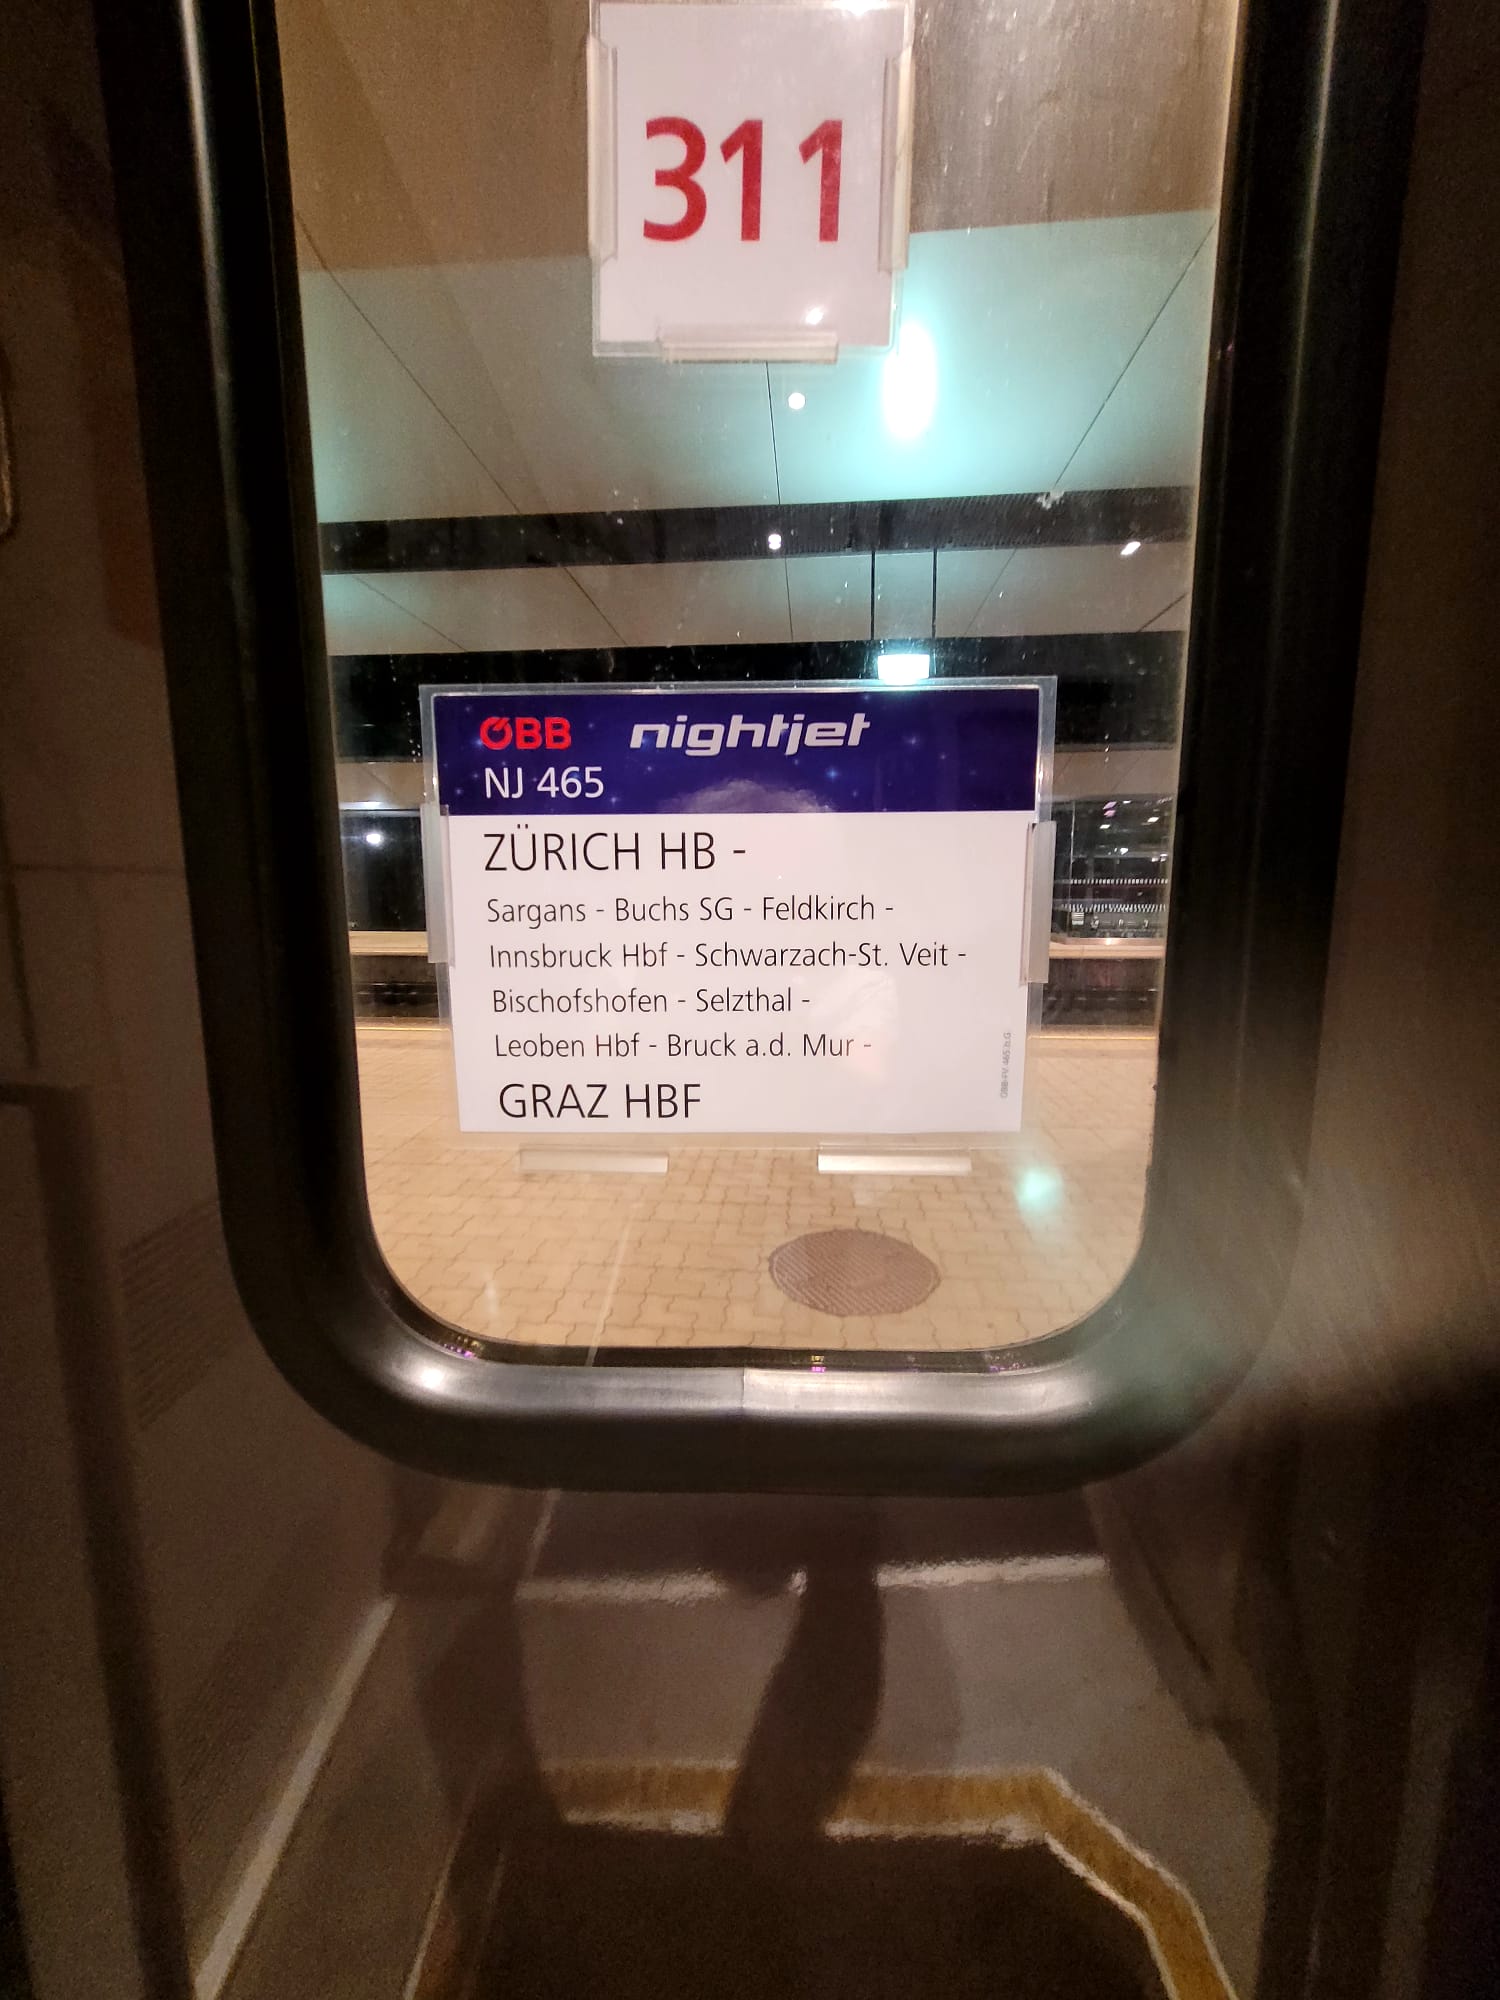 311
ÖBB nightjet
NJ 465
ZÜRICH HB -
Sargans - Buchs SG - Feldkirch -
Innsbruck Hbf - Schwarzach-St. Veit -
Bischofshofen - Selzthal -
Leoben Hbf - Bruck a.d. Mur -
GRAZ HBF